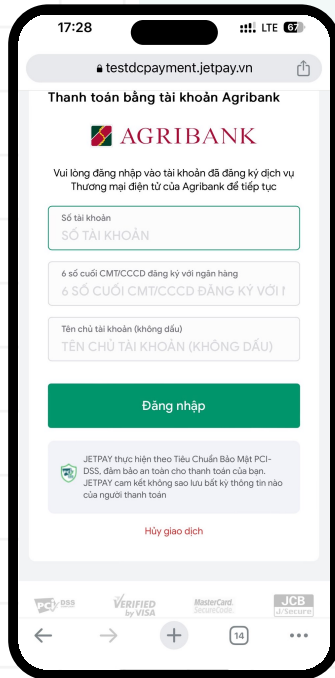 17:28
LTE 67
testdcpayment.jetpay.vn
Thanh toán bằng tài khoản Agribank
AGRIBANK
Vui lòng đăng nhập vào tài khoản đã đăng ký dịch vụ
Thương mại điện tử của Agribank để tiếp tục
Số tài khoản
SỐ TÀI KHOẢN
6 số cuối CMT/CCCD đăng ký với ngân hàng
6 SỐ CUỐI CMT/CCCD ĐĂNG KÝ VỚI
Tên chủ tài khoản (không dấu)
TÊN CHỦ TÀI KHOẢN (KHÔNG DẤU)
Đăng nhập
JETPAY thực hiện theo Tiêu Chuẩn Bảo Mật PCI-
DSS, đảm bảo an toàn cho thanh toán của bạn.
JETPAY cam kết không sao lưu bất kỳ thông tin nào
của người thanh toán
Hủy giao dịch
PCI DSS
VERIFIED
by VISA
MasterCard.
SecureCode.
JCB
J/Secure
14